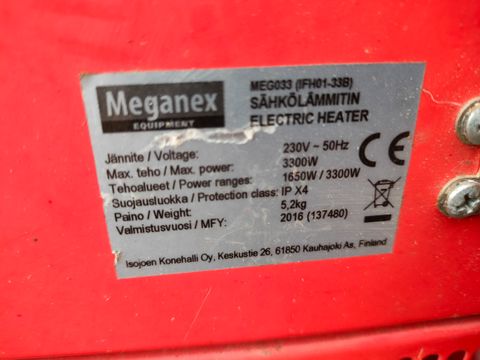 Meganex
EQUIPMENT
MEG033 (IFH01-33B)
SÄHKÖLÄMMITIN
ELECTRIC HEATER
Jännite / Voltage: 230V ~ 50Hz
Max. teho / Max. power: 3300W
Tehoalueet / Power ranges: 1650W / 3300W
Suojausluokka / Protection class: IP X4
Paino / Weight: 5,2kg
Valmistusvuosi / MFY: 2016 (137480)
CE
Isojoen Konehalli Oy, Keskustie 26, 61850 Kauhajoki As, Finland